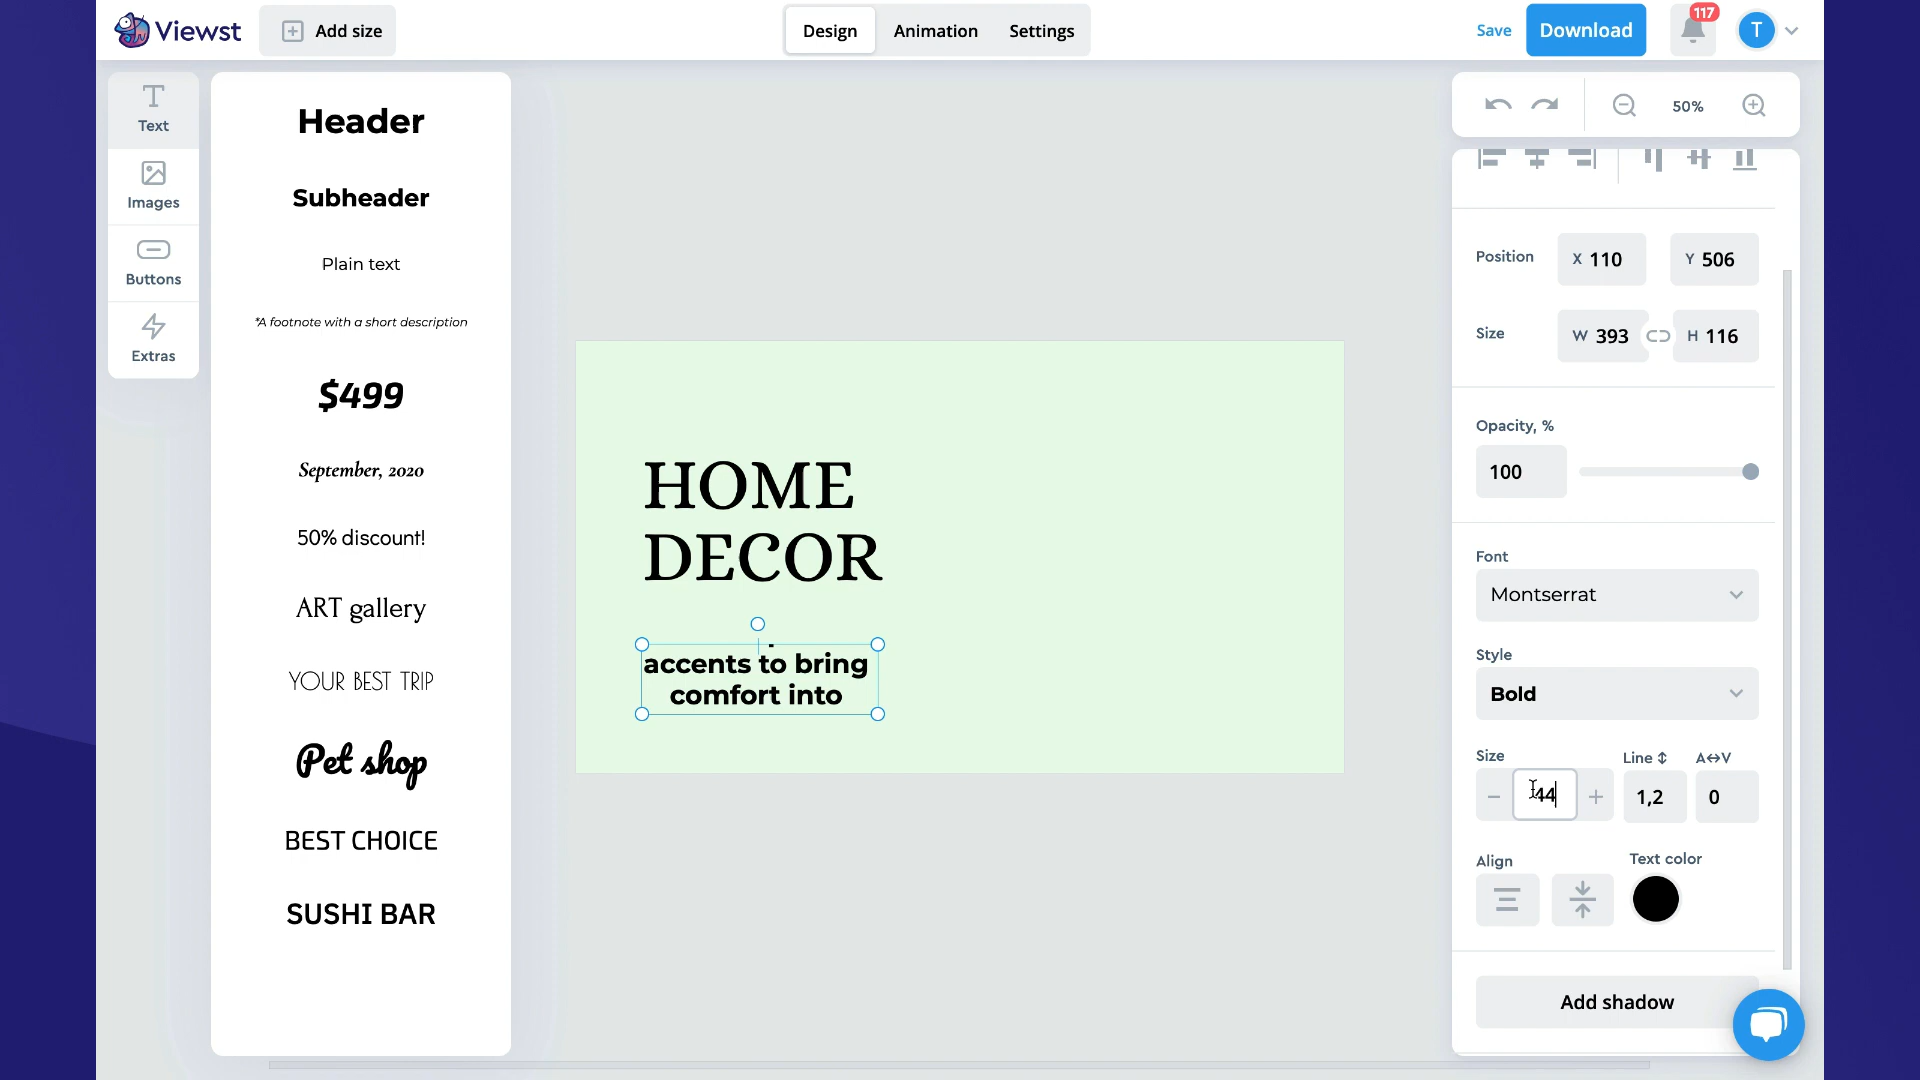 Viewst
Add size
Design
Animation
Settings
Save
Download
117
T
Text
Images
Buttons
Extras
Header
Subheader
Plain text
*A footnote with a short description
$499
September, 2020
50% discount!
ART gallery
YOUR BEST TRIP
Pet shop
BEST CHOICE
SUSHI BAR
HOME
DECOR
accents to bring
comfort into
50%
Position
X 110
Y 506
Size
W 393
H 116
Opacity, %
100
Font
Montserrat
Style
Bold
Size
Line
A↔V
44
1,2
0
Align
Text color
Add shadow